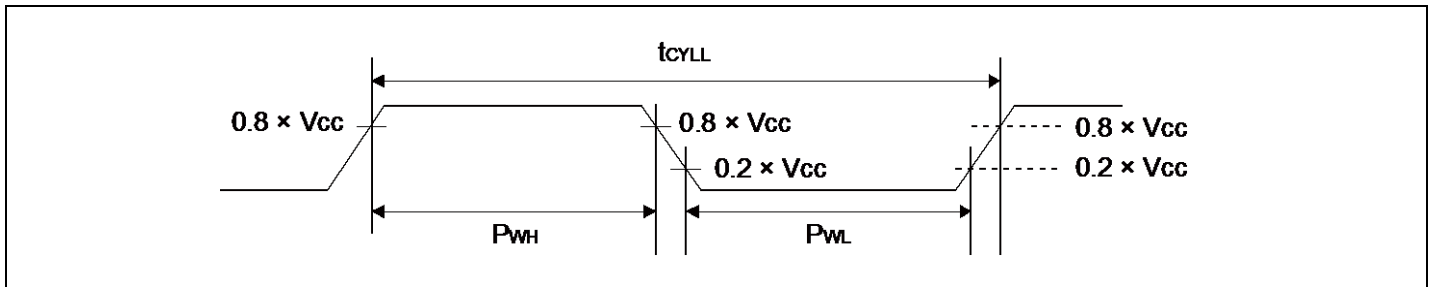 tCYLL
0.8 × VCC
0.8 × VCC
0.8 × VCC
0.2 × VCC
0.2 × VCC
PWH
PWL